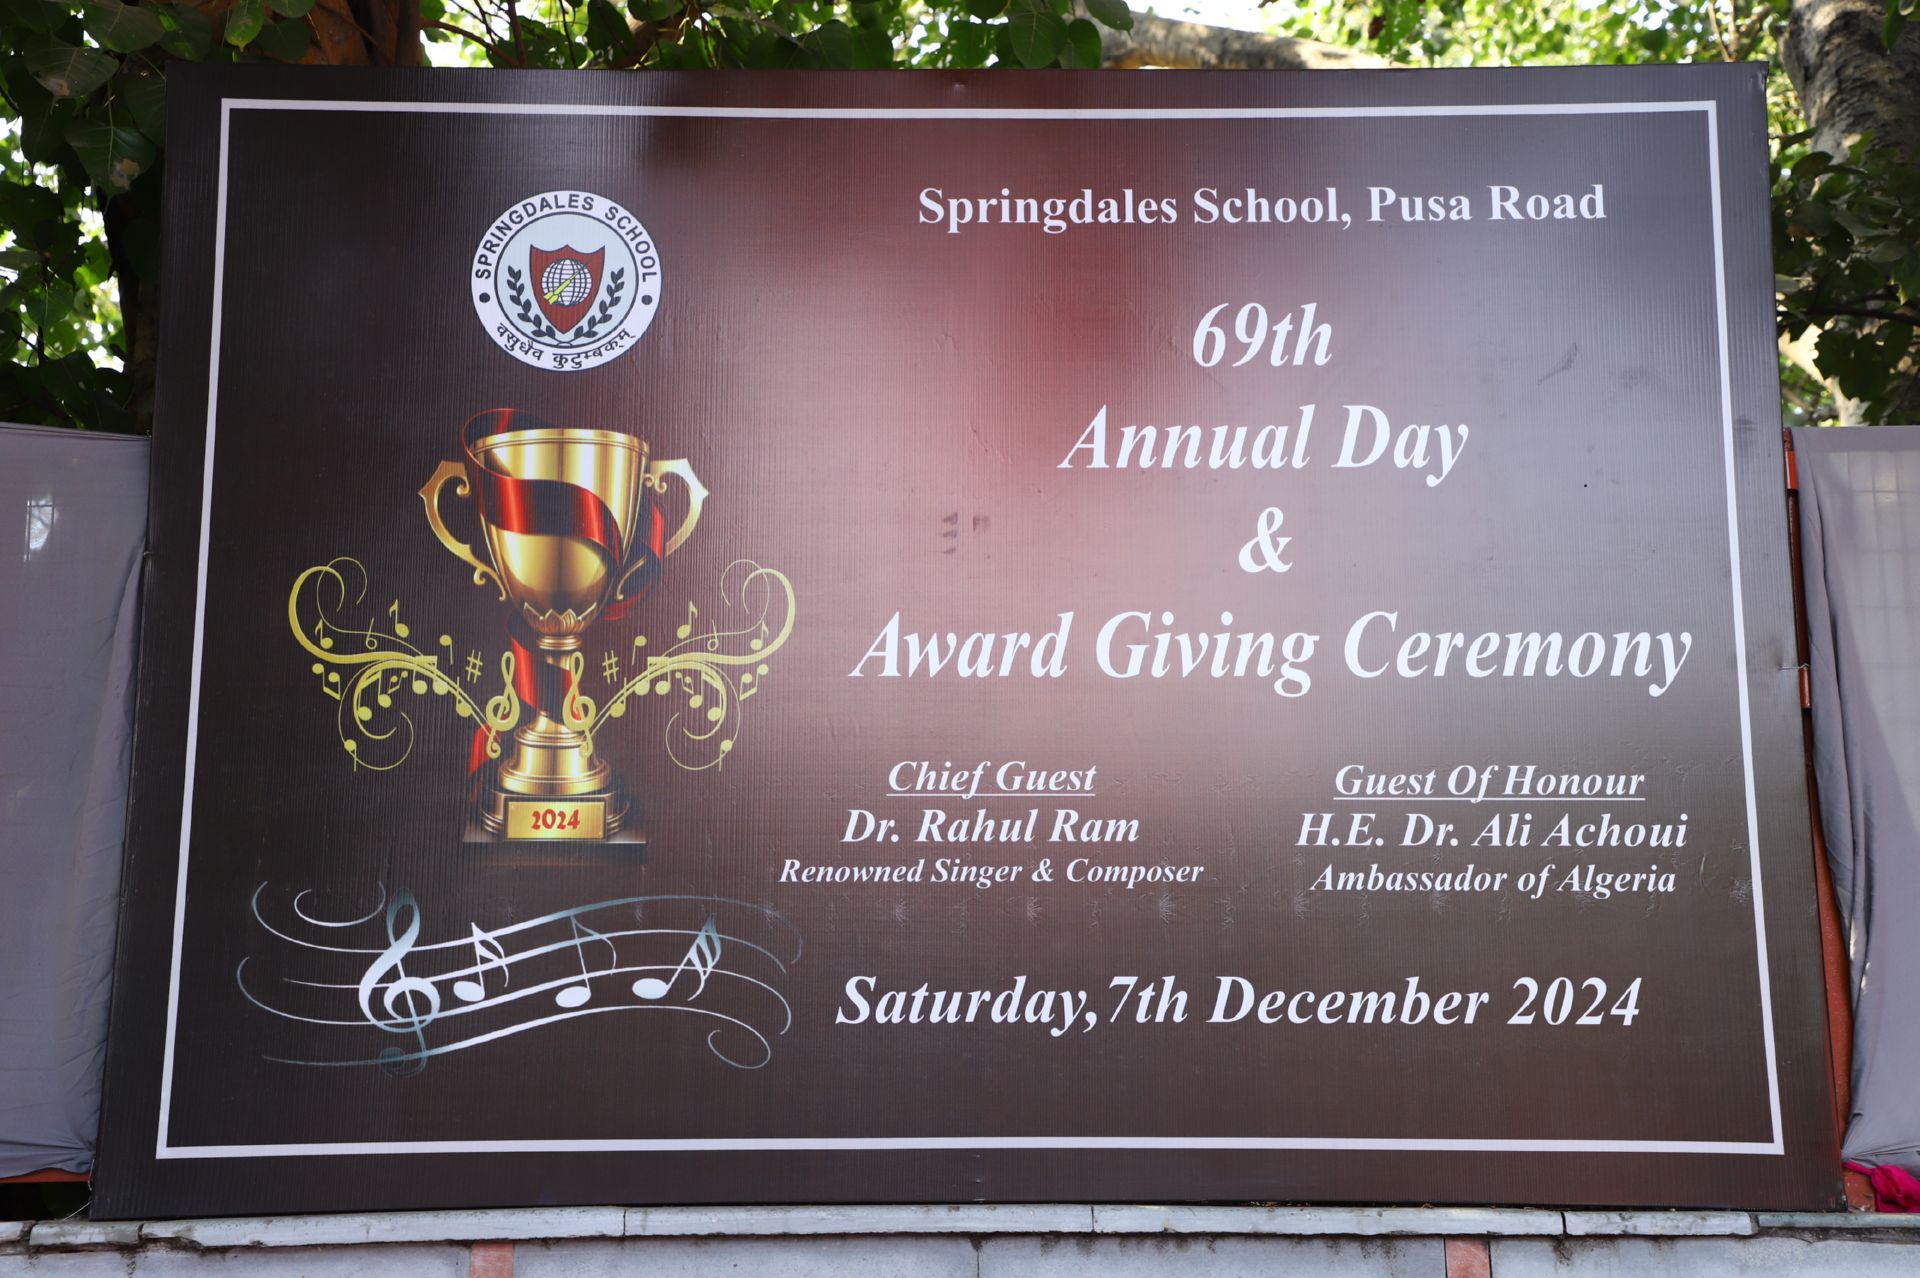 SPRINGDALES SCHOOL
वसुधैव कुटुम्बकम्
Springdales School, Pusa Road
69th
Annual Day
&
Award Giving Ceremony
2024
Chief Guest
Dr. Rahul Ram
Renowned Singer & Composer
Guest Of Honour
H.E. Dr. Ali Achoui
Ambassador of Algeria
Saturday,7th December 2024